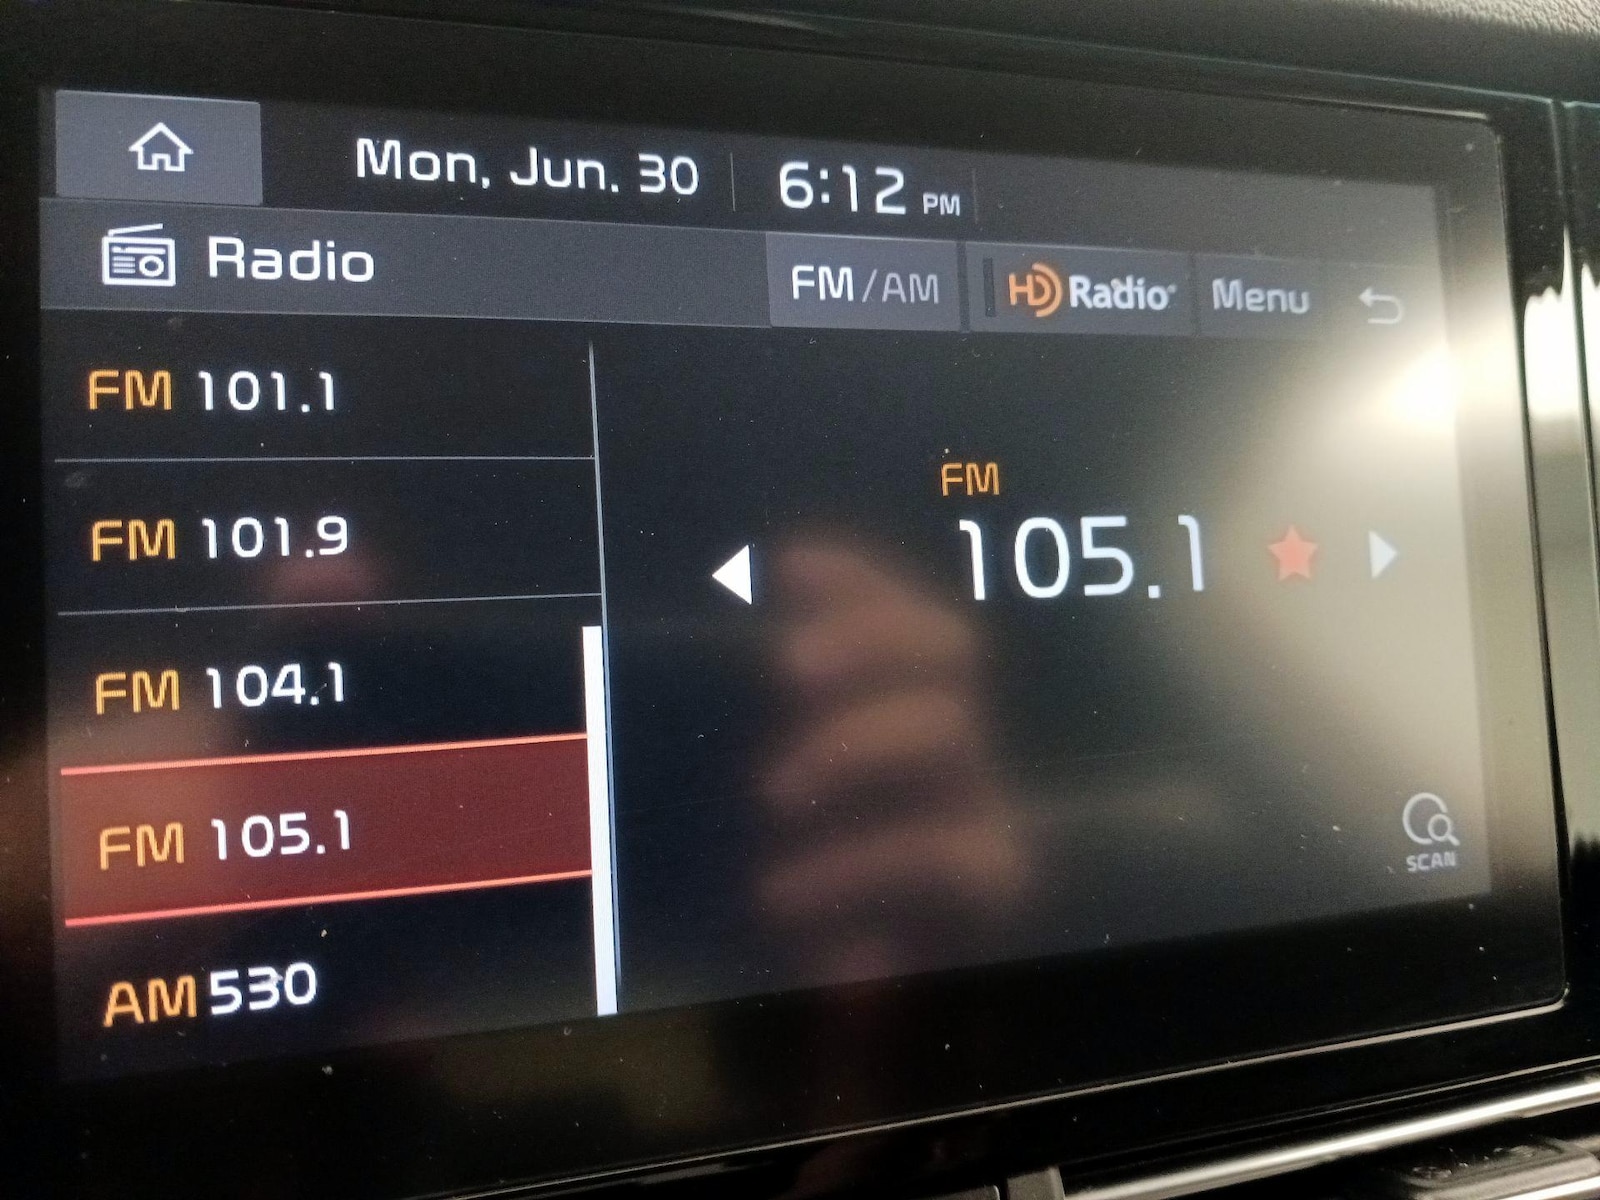 Mon, Jun. 30 6:12 PM
Radio FM/AM HD Radio Menu
FM 101.1
FM 101.9
FM 104.1
FM 105.1
AM 530
FM
105.1
SCAN